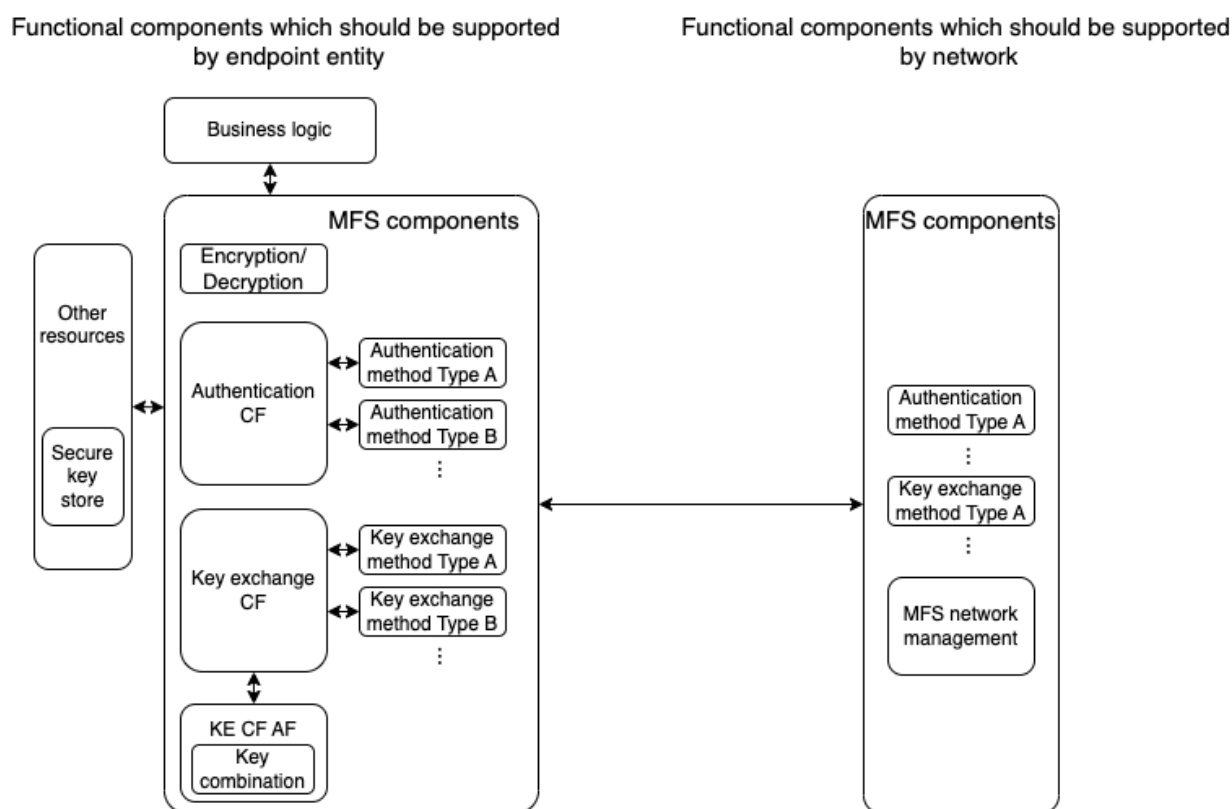 Functional components which should be supported
by endpoint entity
Functional components which should be supported
by network
Business logic
MFS components
Encryption/
Decryption
Other
resources
Secure
key
store
Authentication
CF
Authentication
method Type A
Authentication
method Type B
⋮
Key exchange
CF
Key exchange
method Type A
Key exchange
method Type B
⋮
KE CF AF
Key
combination
MFS components
Authentication
method Type A
⋮
Key exchange
method Type A
⋮
MFS network
management